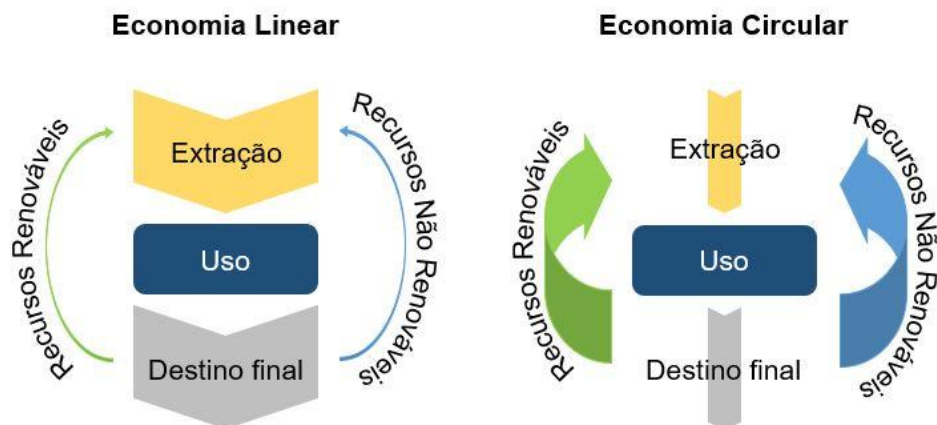 Economia Linear
Recursos Renováveis
Extração
Uso
Destino final
Recursos Não Renováveis
Economia Circular
Recursos Renováveis
Extração
Uso
Destino final
Recursos Não Renováveis